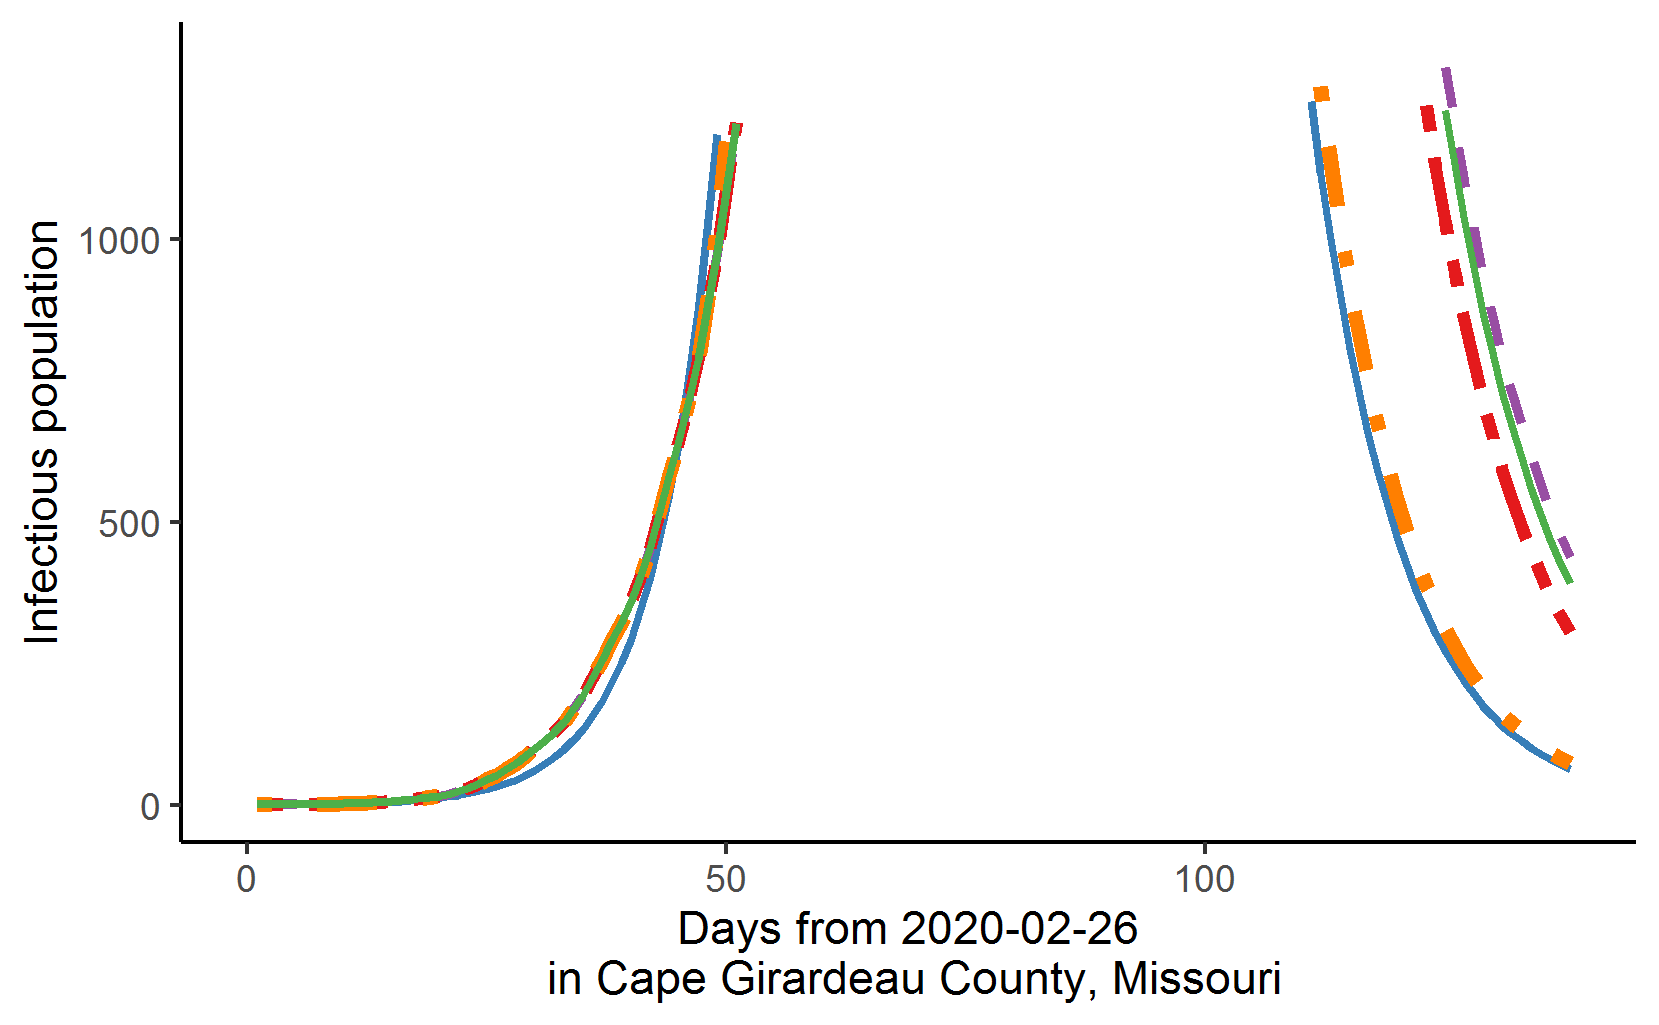 Infectious population
1000
500
0
0 50 100
Days from 2020-02-26
in Cape Girardeau County, Missouri